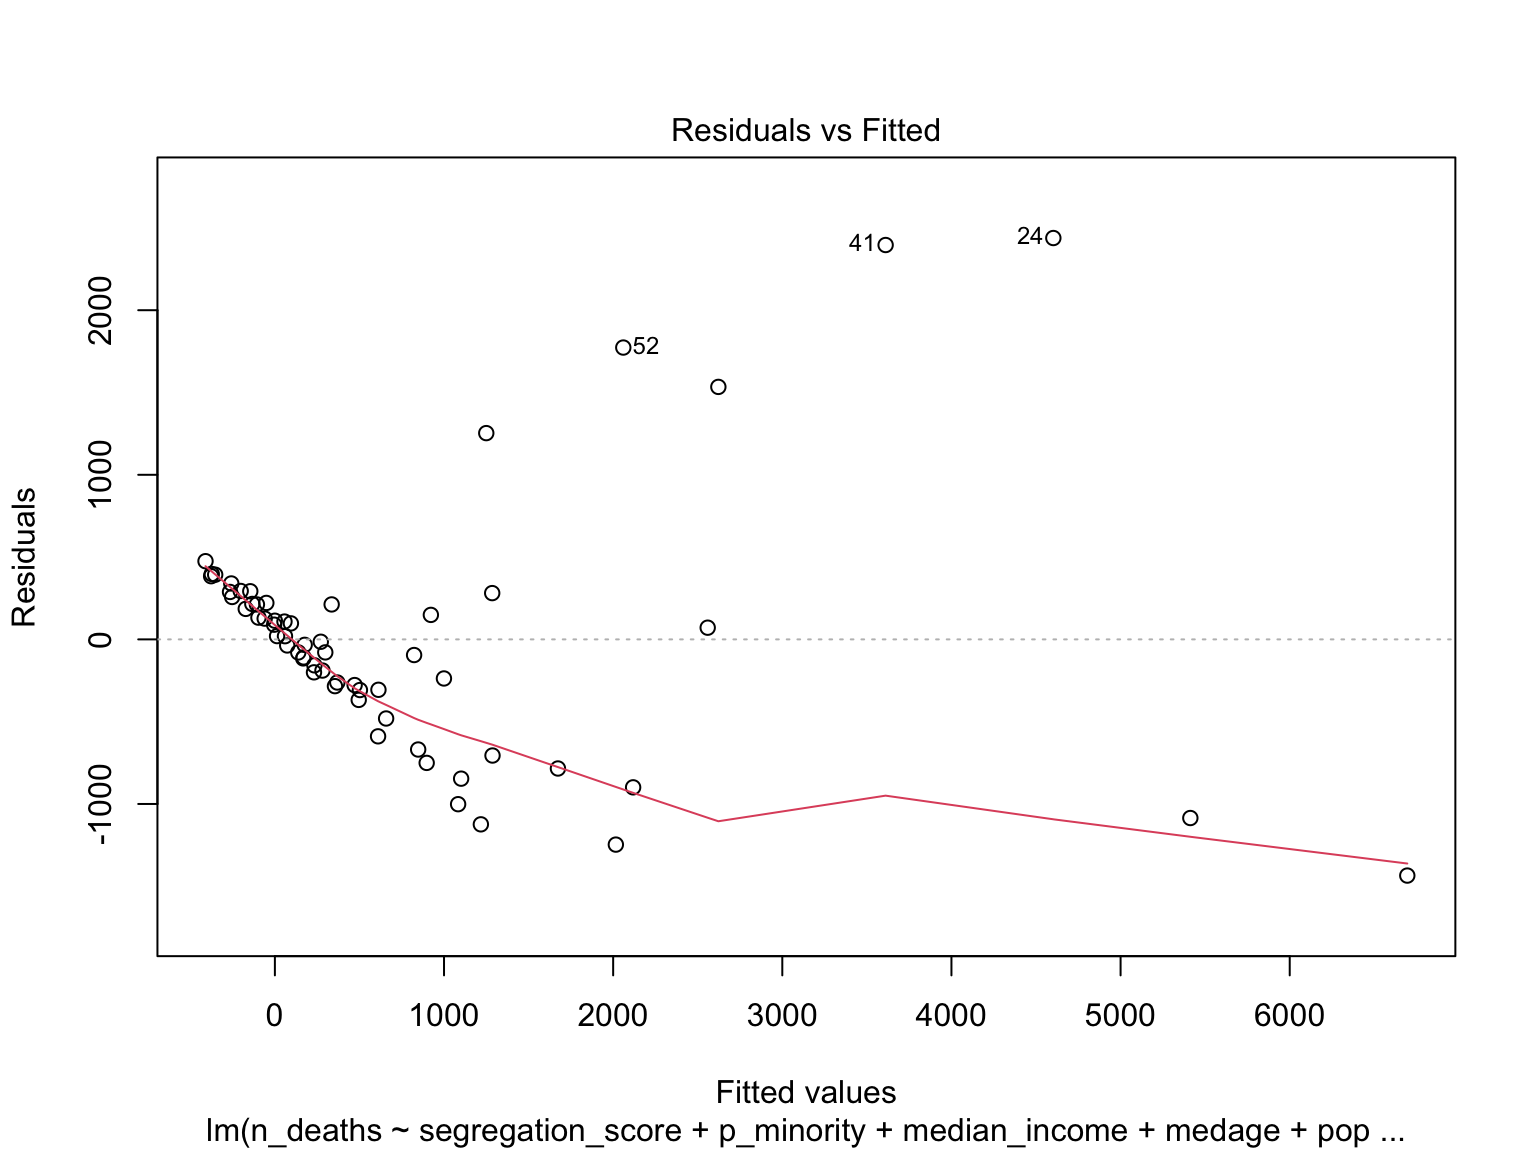 Residuals vs Fitted
41
24
52
Residuals
2000
1000
0
-1000
0 1000 2000 3000 4000 5000 6000
Fitted values
lm(n_deaths ~ segregation_score + p_minority + median_income + medage + pop ...